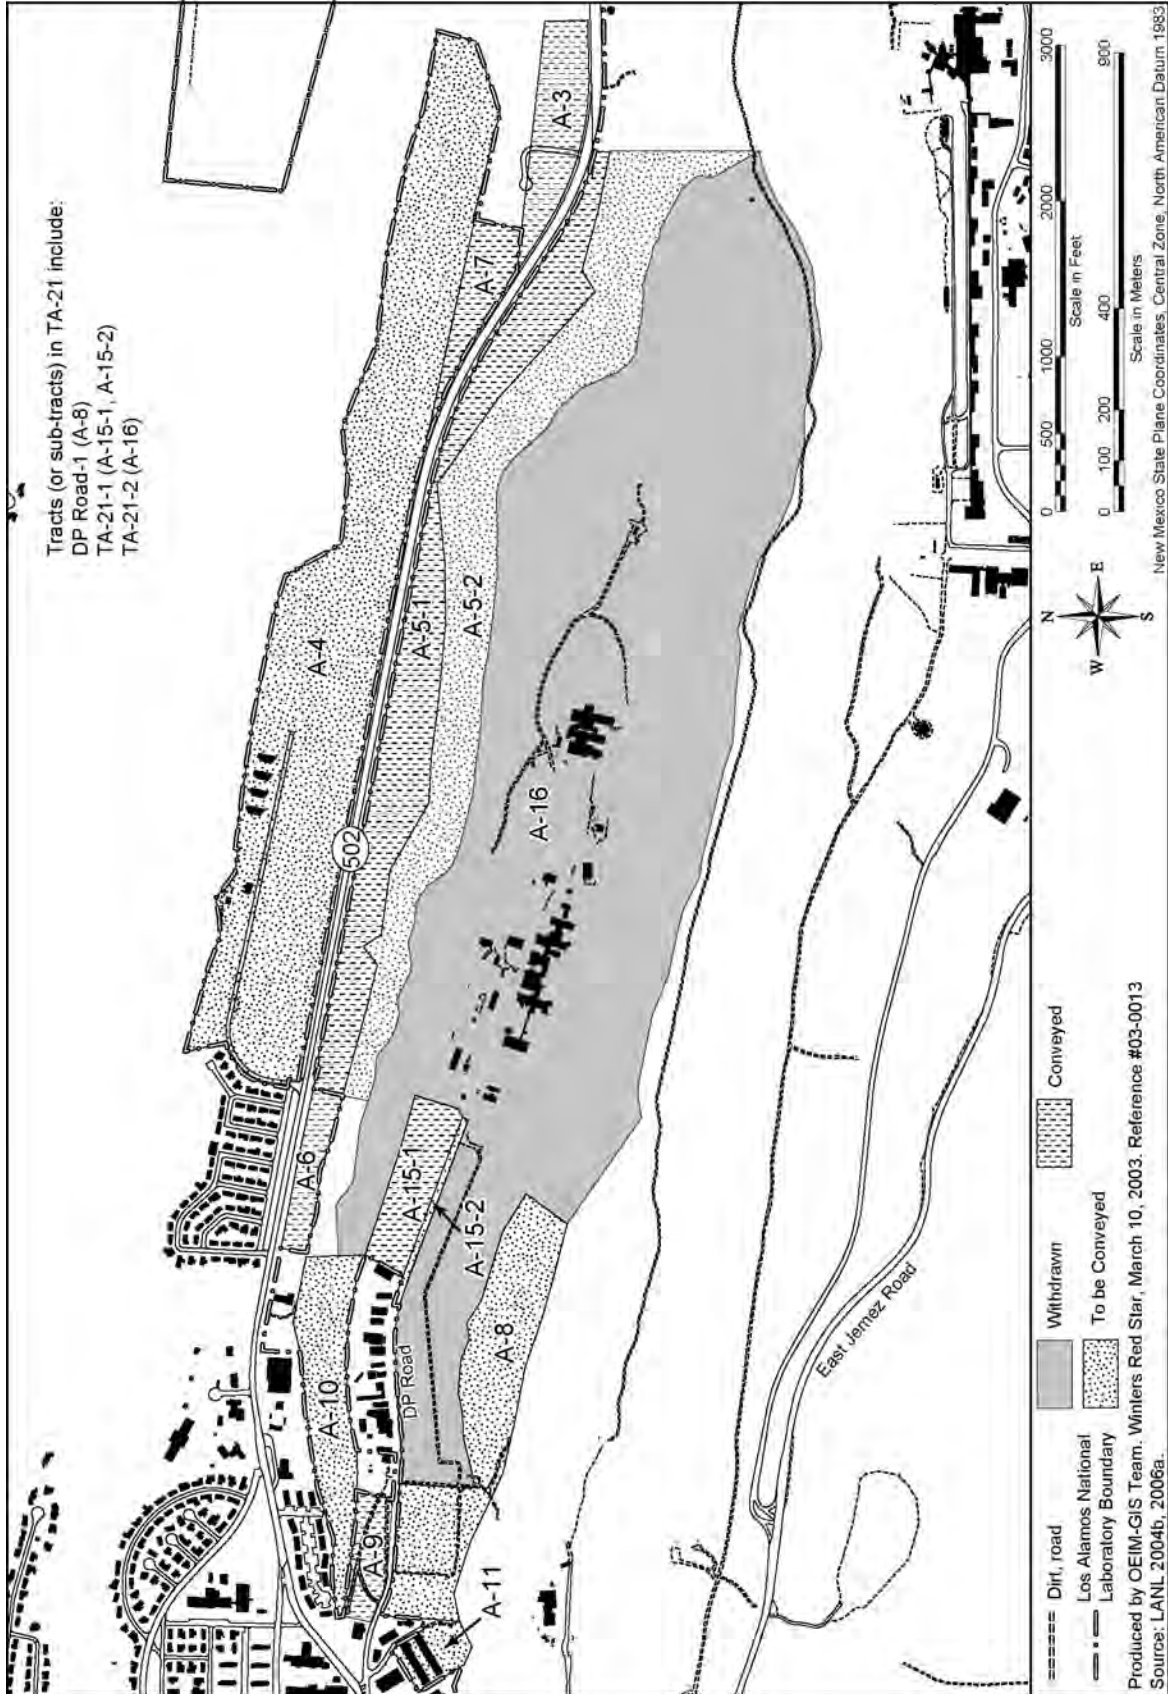 Tracts (or sub-tracts) in TA-21 include:
DP Road-1 (A-8)
TA-21-1 (A-15-1, A-15-2)
TA-21-2 (A-16)
A-4
A-3
A-7
502
A-5-1
A-5-2
A-6
A-10
A-9
A-15-1
A-15-2
A-16
DP Road
A-8
A-11
East Jemez Road
Dirt, road
Los Alamos National
Laboratory Boundary
Withdrawn
To be Conveyed
Conveyed
N
W
E
S
0 500 1000 2000 3000
Scale in Feet
0 100 200 400 900
Scale in Meters
New Mexico State Plane Coordinates, Central Zone, North American Datum 1983
Produced by OEIM-GIS Team. Winters Red Star, March 10, 2003. Reference #03-0013
Source: LANL 2004b, 2006a.